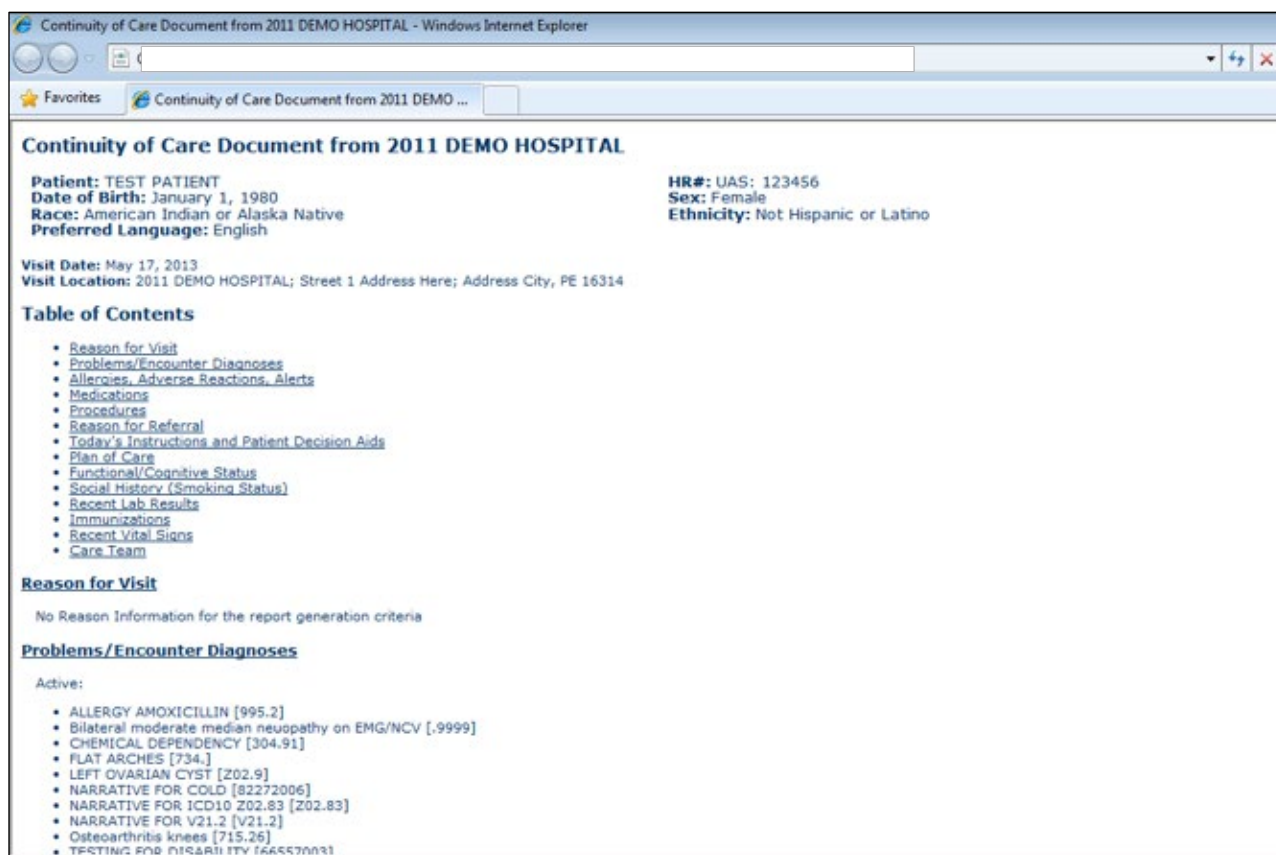 Continuity of Care Document from 2011 DEMO HOSPITAL - Windows Internet Explorer
Favorites
Continuity of Care Document from 2011 DEMO ...
Continuity of Care Document from 2011 DEMO HOSPITAL
Patient: TEST PATIENT
HR#: UAS: 123456
Date of Birth: January 1, 1980
Sex: Female
Race: American Indian or Alaska Native
Ethnicity: Not Hispanic or Latino
Preferred Language: English
Visit Date: May 17, 2013
Visit Location: 2011 DEMO HOSPITAL; Street 1 Address Here; Address City, PE 16314
Table of Contents
• Reason for Visit
• Problems/Encounter Diagnoses
• Allergies, Adverse Reactions, Alerts
• Medications
• Procedures
• Reason for Referral
• Today's Instructions and Patient Decision Aids
• Plan of Care
• Functional/Cognitive Status
• Social History (Smoking Status)
• Recent Lab Results
• Immunizations
• Recent Vital Signs
• Care Team
Reason for Visit
No Reason Information for the report generation criteria
Problems/Encounter Diagnoses
Active:
• ALLERGY AMOXICILLIN [995.2]
• Bilateral moderate median neuopathy on EMG/NCV [.9999]
• CHEMICAL DEPENDENCY [304.91]
• FLAT ARCHES [734.]
• LEFT OVARIAN CYST [Z02.9]
• NARRATIVE FOR COLD [82272006]
• NARRATIVE FOR ICD10 Z02.83 [Z02.83]
• NARRATIVE FOR V21.2 [V21.2]
• Osteoarthritis knees [715.26]
• TESTING FOR DISABILITY [66557003]